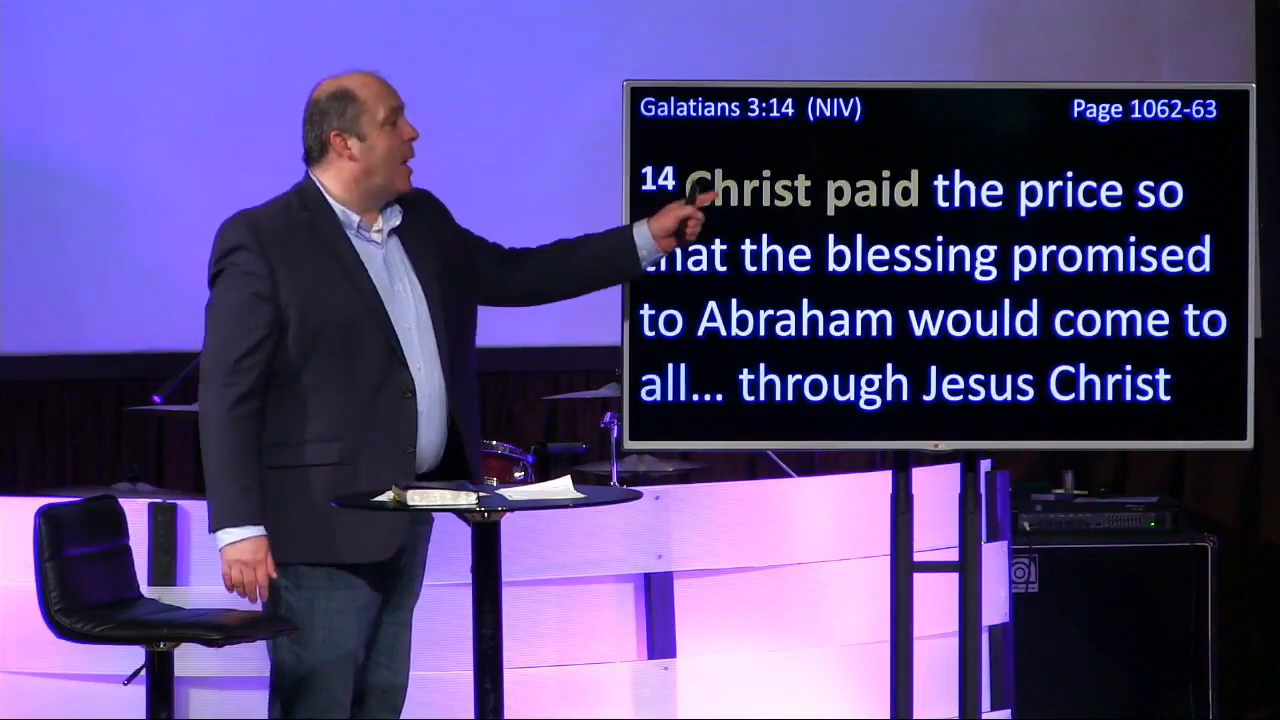 Galatians 3:14 (NIV) Page 1062-63
14 Christ paid the price so
that the blessing promised
to Abraham would come to
all... through Jesus Christ